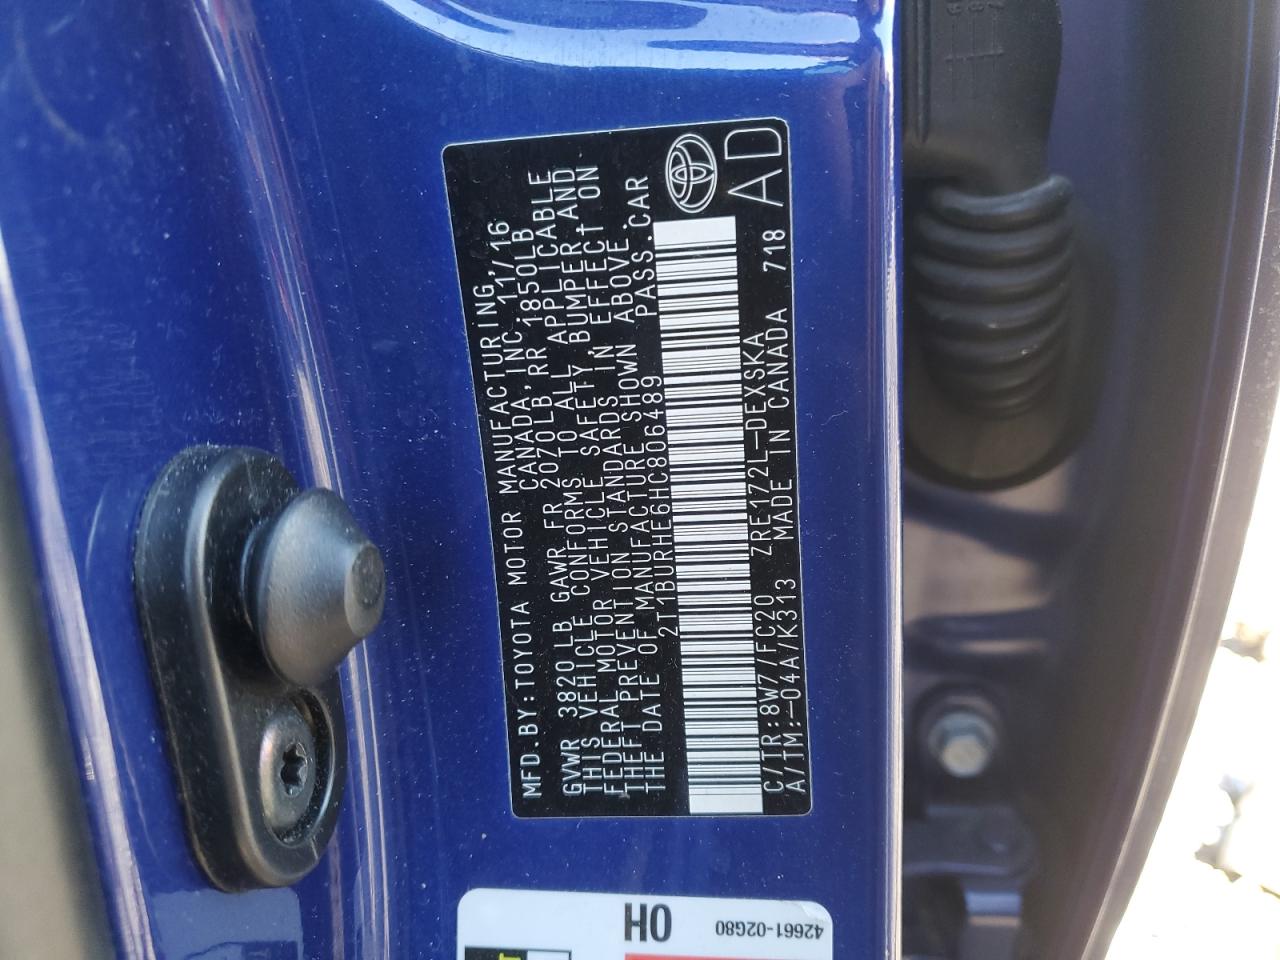 MFD.BY:TOYOTA MOTOR MANUFACTURING,
CANADA, INC. 11/16
GVWR 3820LB GAWR FR 2070LB, RR 1850LB
THIS VEHICLE CONFORMS TO ALL APPLICABLE
FEDERAL MOTOR VEHICLE SAFETY, BUMPER, AND
THEFT PREVENTION STANDARDS IN EFFECT ON
THE DATE OF MANUFACTURE SHOWN ABOVE.
2T1BURHE6HC806489 PASS.CAR
C/TR:8W7/FC20 ZRE172L-DEXSKA
A/TM:-04A/K313 MADE IN CANADA 718
AD
OH
42661-02G80